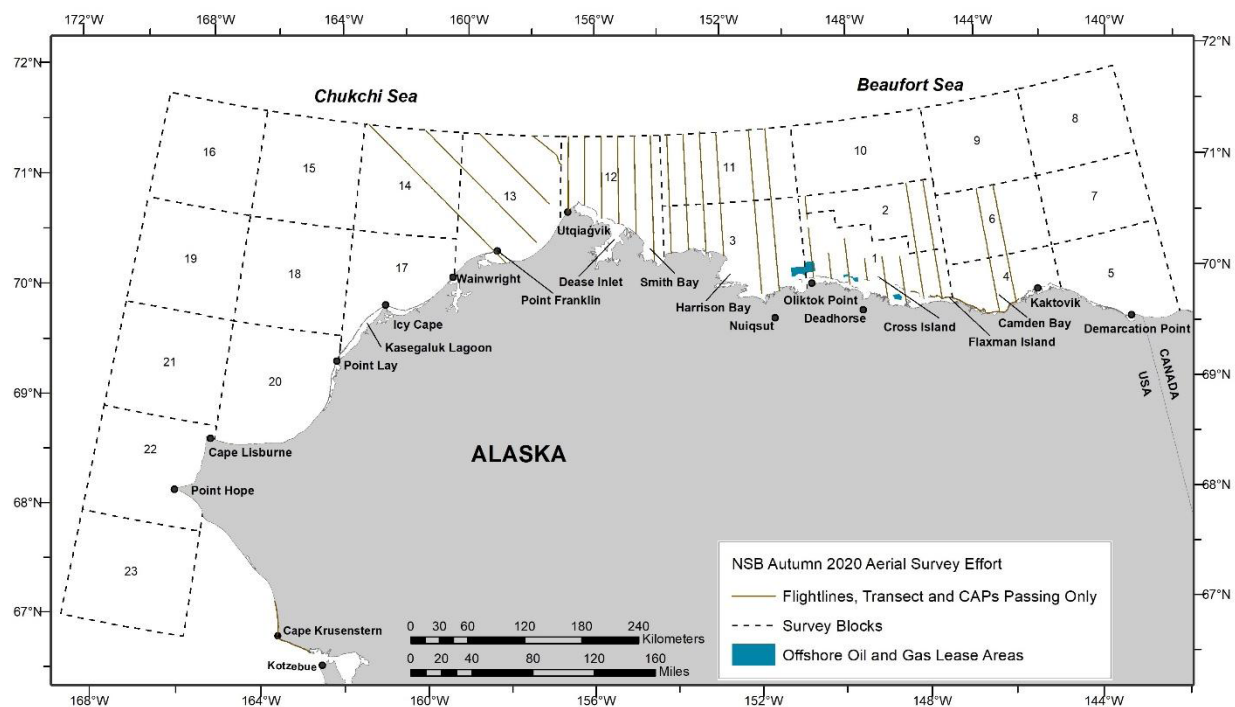 172°W 168°W 164°W 160°W 156°W 152°W 148°W 144°W 140°W
72°N
72°N
Chukchi Sea
Beaufort Sea
71°N
71°N
16
15
14
13
12
11
10
9
8
7
6
2
3
1
4
5
19
18
17
Utqiaġvik
Dease Inlet
Smith Bay
Wainwright
Point Franklin
Harrison Bay
Oliktok Point
Nuiqsut
Deadhorse
Cross Island
Flaxman Island
Camden Bay
Kaktovik
Demarcation Point
70°N
70°N
Icy Cape
Kasegaluk Lagoon
Point Lay
21
20
CANADA
USA
69°N
69°N
22
Cape Lisburne
Point Hope
ALASKA
68°N
68°N
23
67°N
67°N
Cape Krusenstern
Kotzebue
0 30 60 120 180 240
Kilometers
0 20 40 80 120 160
Miles
NSB Autumn 2020 Aerial Survey Effort
Flightlines, Transect and CAPs Passing Only
Survey Blocks
Offshore Oil and Gas Lease Areas
168°W 164°W 160°W 156°W 152°W 148°W 144°W